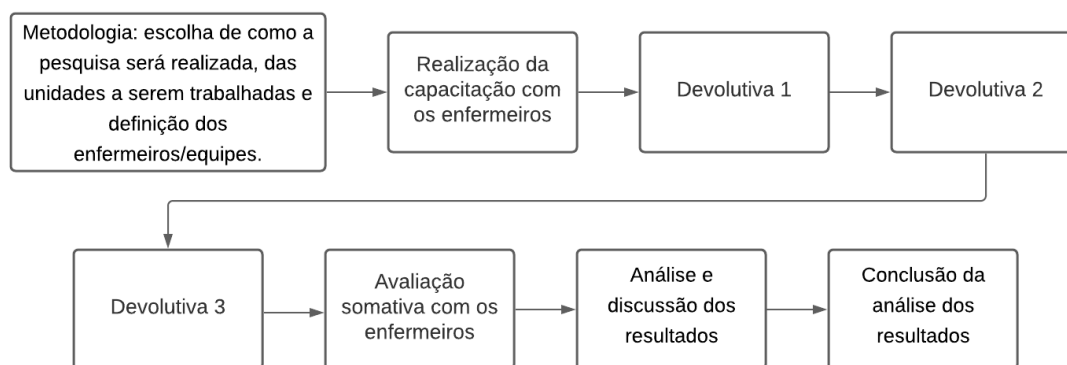 Metodologia: escolha de como a
pesquisa será realizada, das
unidades a serem trabalhadas e
definição dos
enfermeiros/equipes.
Realização da
capacitação com
os enfermeiros
Devolutiva 1
Devolutiva 2
Devolutiva 3
Avaliação
somativa com os
enfermeiros
Análise e
discussão dos
resultados
Conclusão da
análise dos
resultados